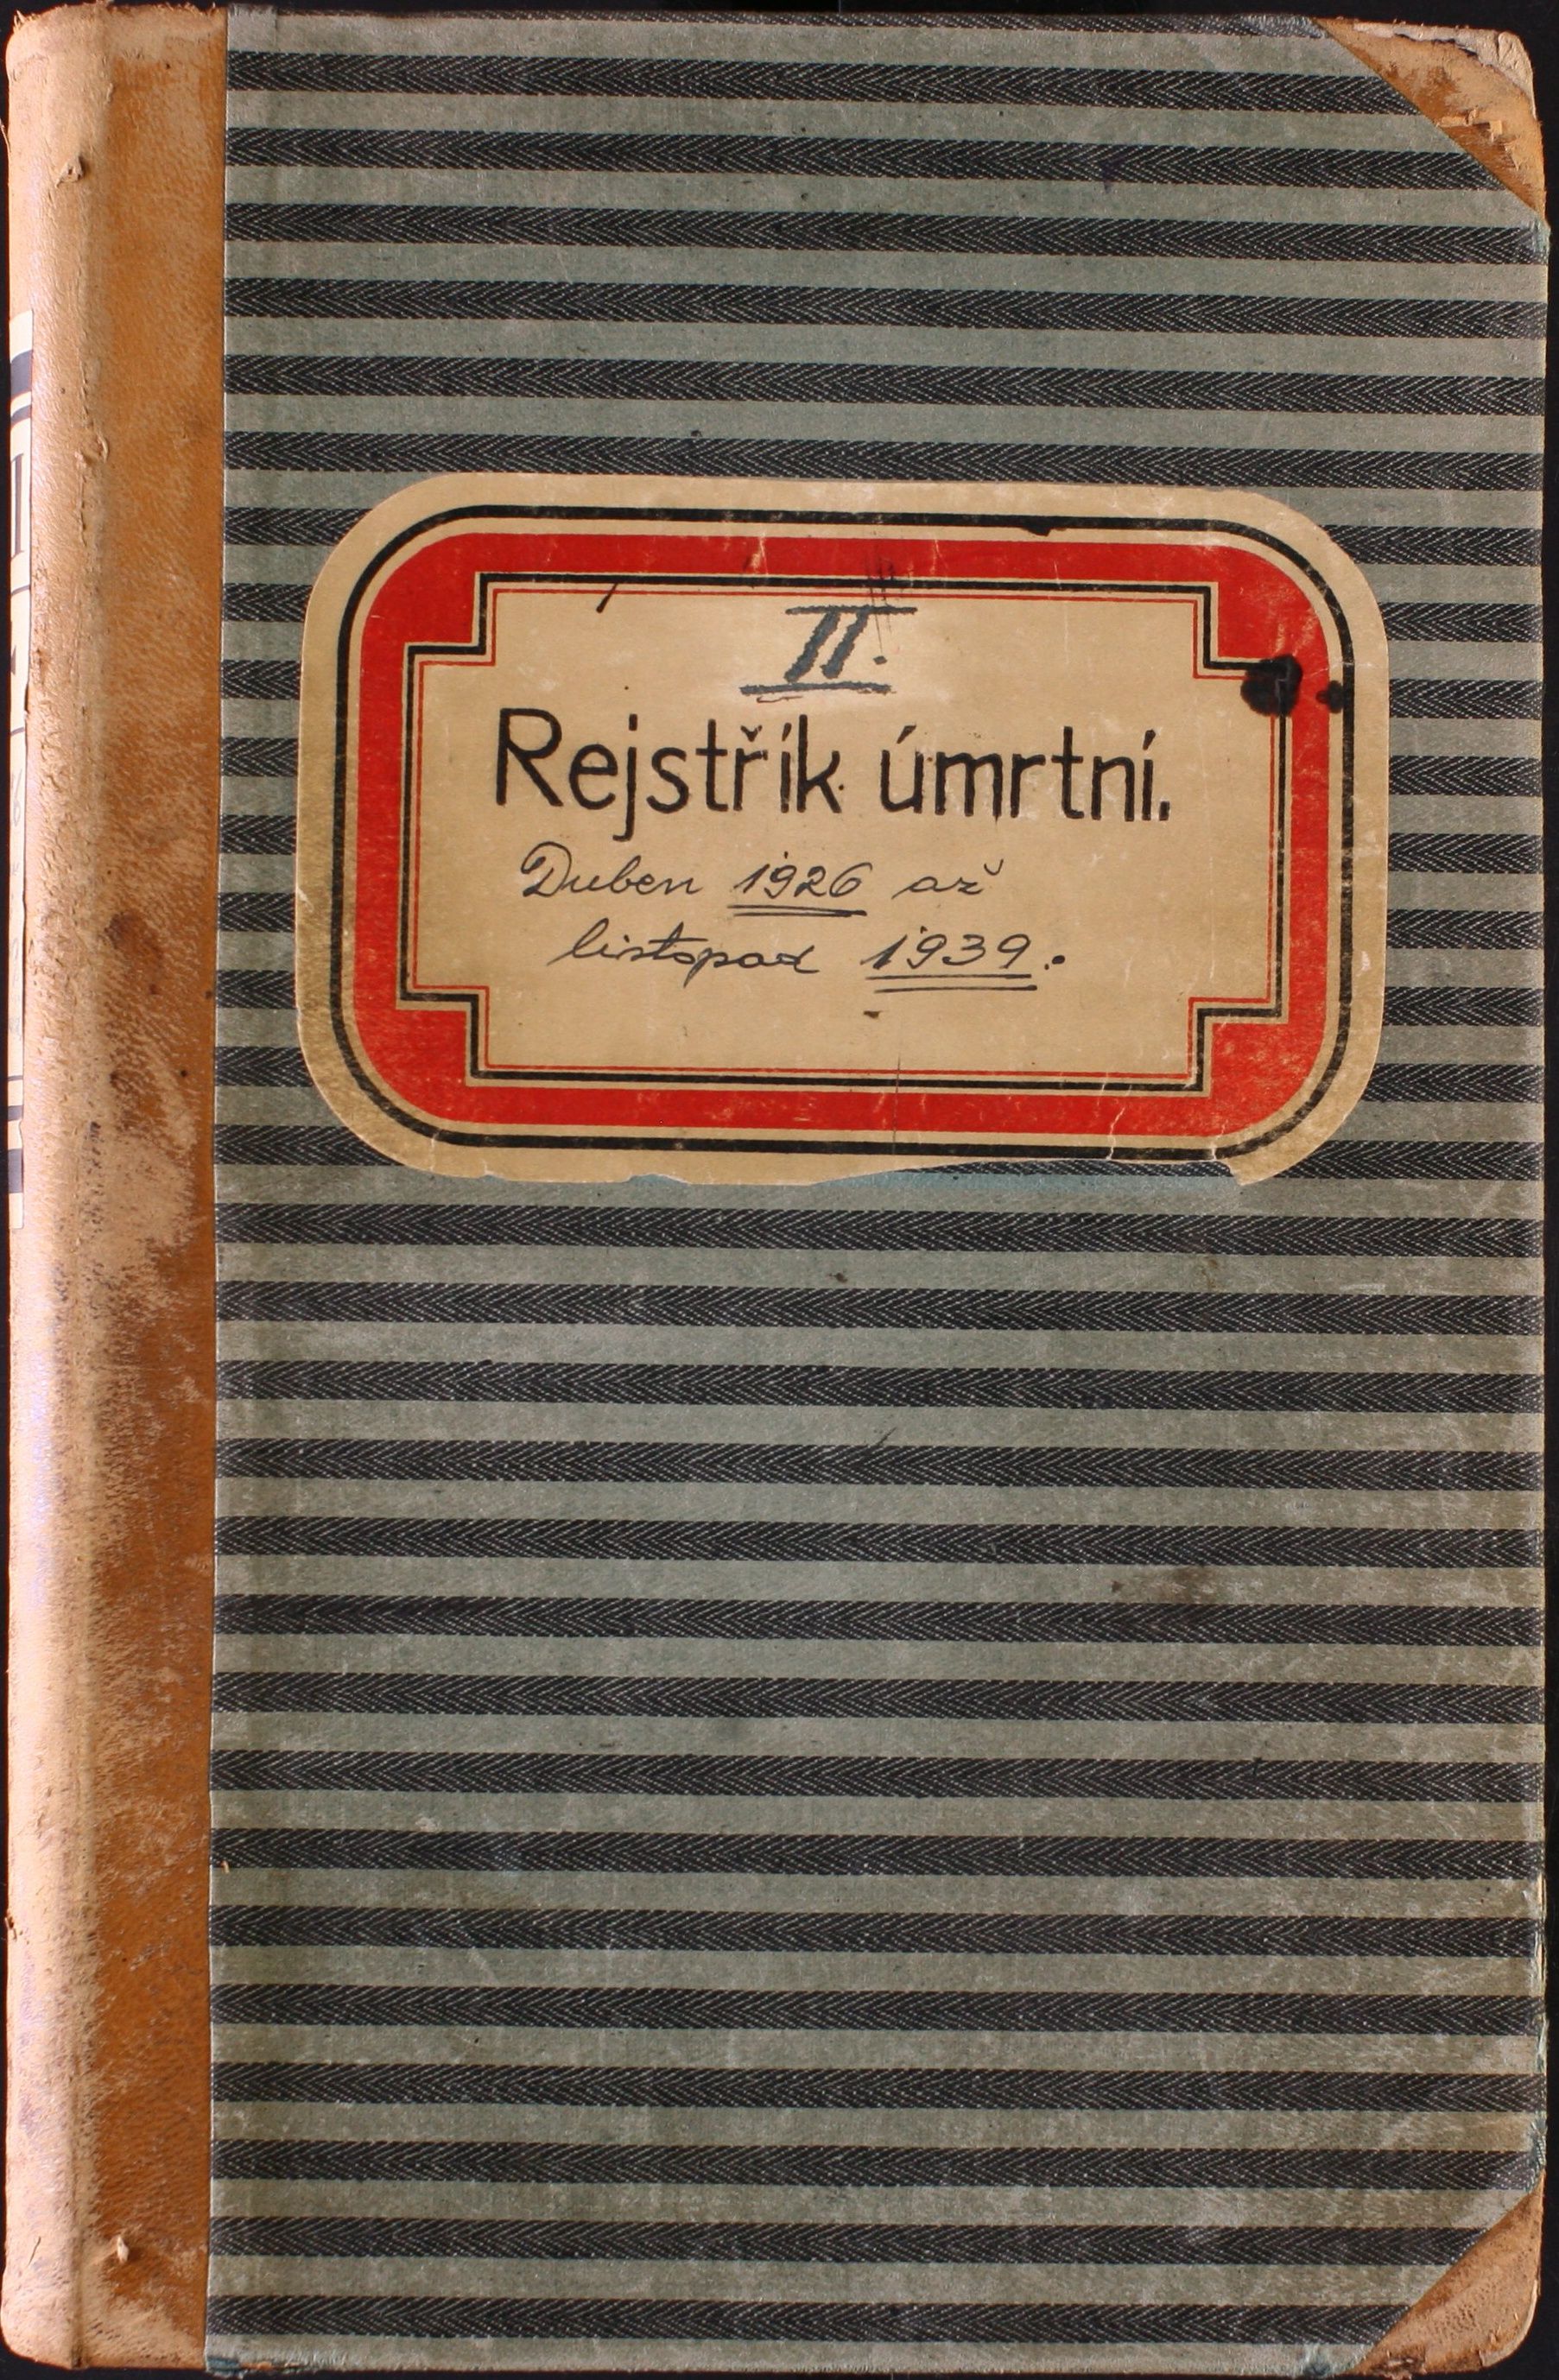 II.
Rejstřík úmrtní.
Duben 1926 až
listopad 1939.